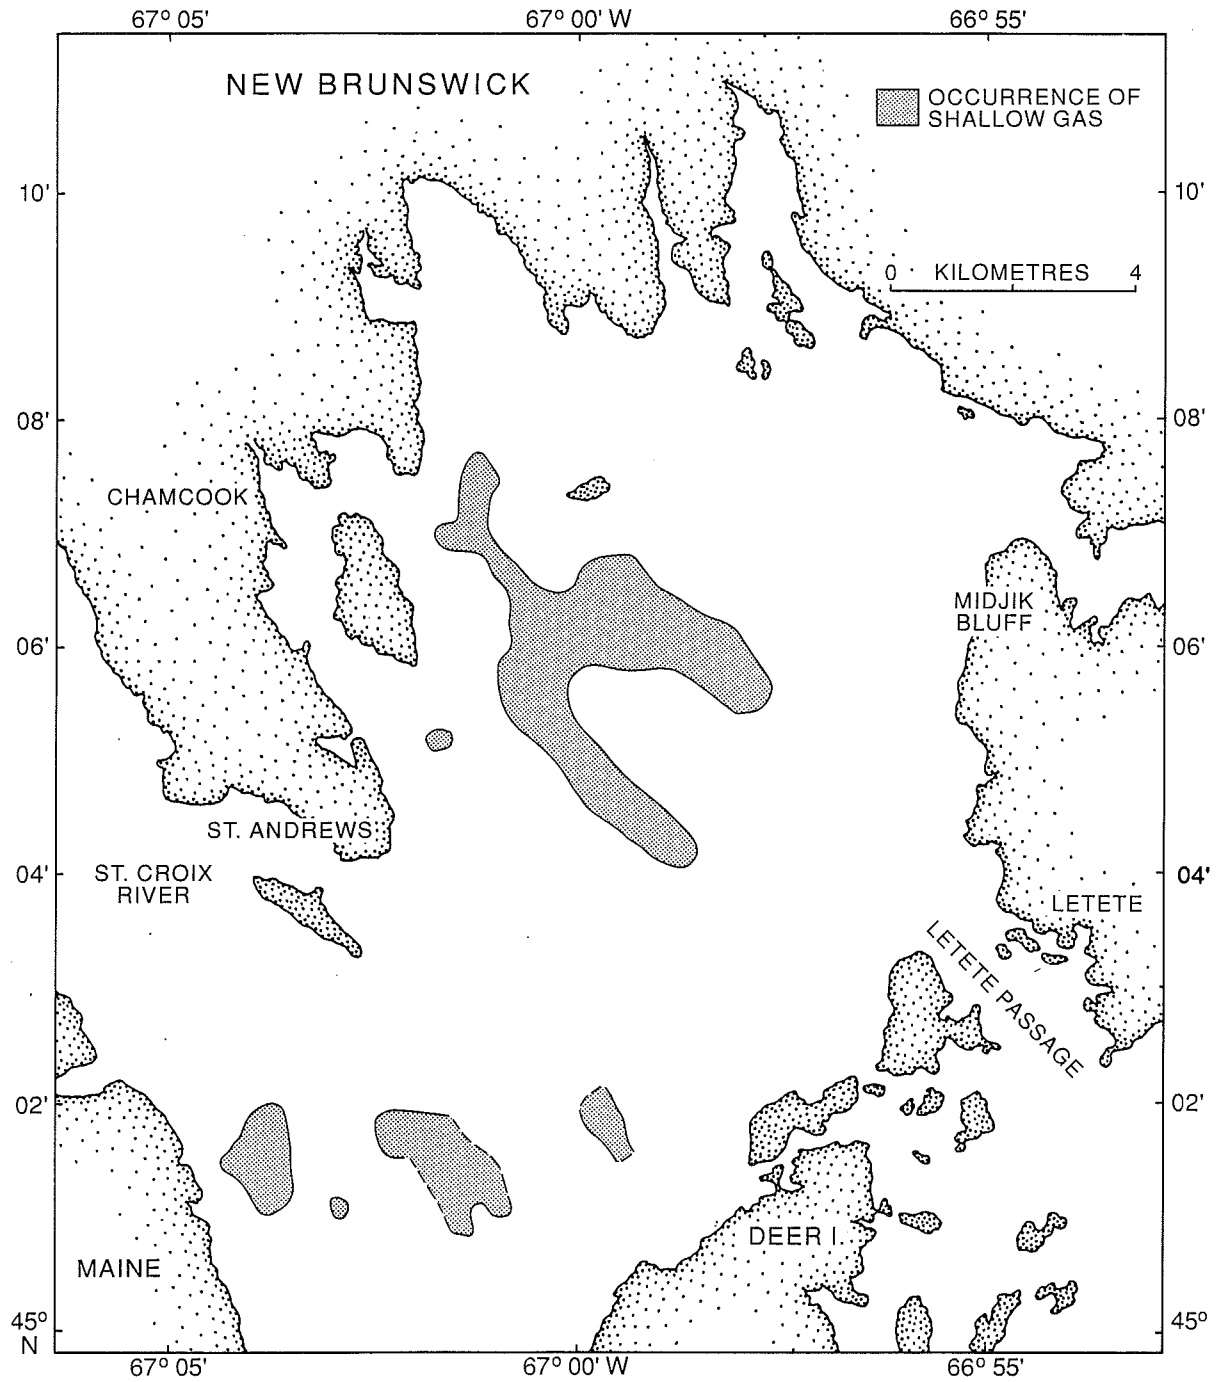 67° 05'
67° 00' W
66° 55'
NEW BRUNSWICK
OCCURRENCE OF
SHALLOW GAS
10'
10'
0 KILOMETRES 4
08'
08'
CHAMCOOK
MIDJIK
BLUFF
06'
06'
ST. ANDREWS
04'
04'
ST. CROIX
RIVER
LETETE
LETETE PASSAGE
02'
02'
DEER I.
MAINE
45°
N
45°
67° 05'
67° 00' W
66° 55'